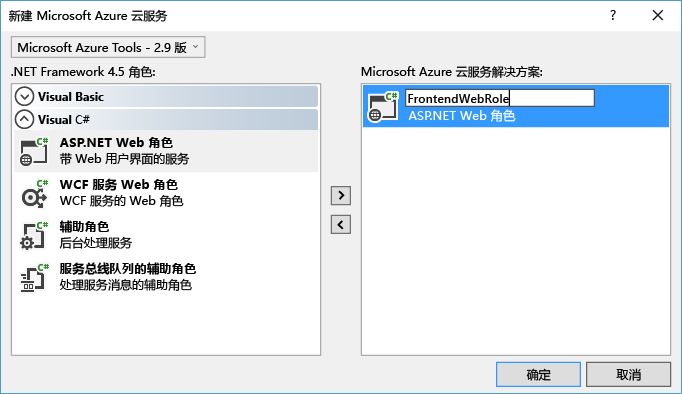 新建 Microsoft Azure 云服务
Microsoft Azure Tools - 2.9 版
.NET Framework 4.5 角色:
Visual Basic
Visual C#
C#
ASP.NET Web 角色
带 Web 用户界面的服务
C#
WCF 服务 Web 角色
WCF 服务的 Web 角色
C#
辅助角色
后台处理服务
C#
服务总线队列的辅助角色
处理服务消息的辅助角色
Microsoft Azure 云服务解决方案:
C#
FrontendWebRole
ASP.NET Web 角色
确定
取消